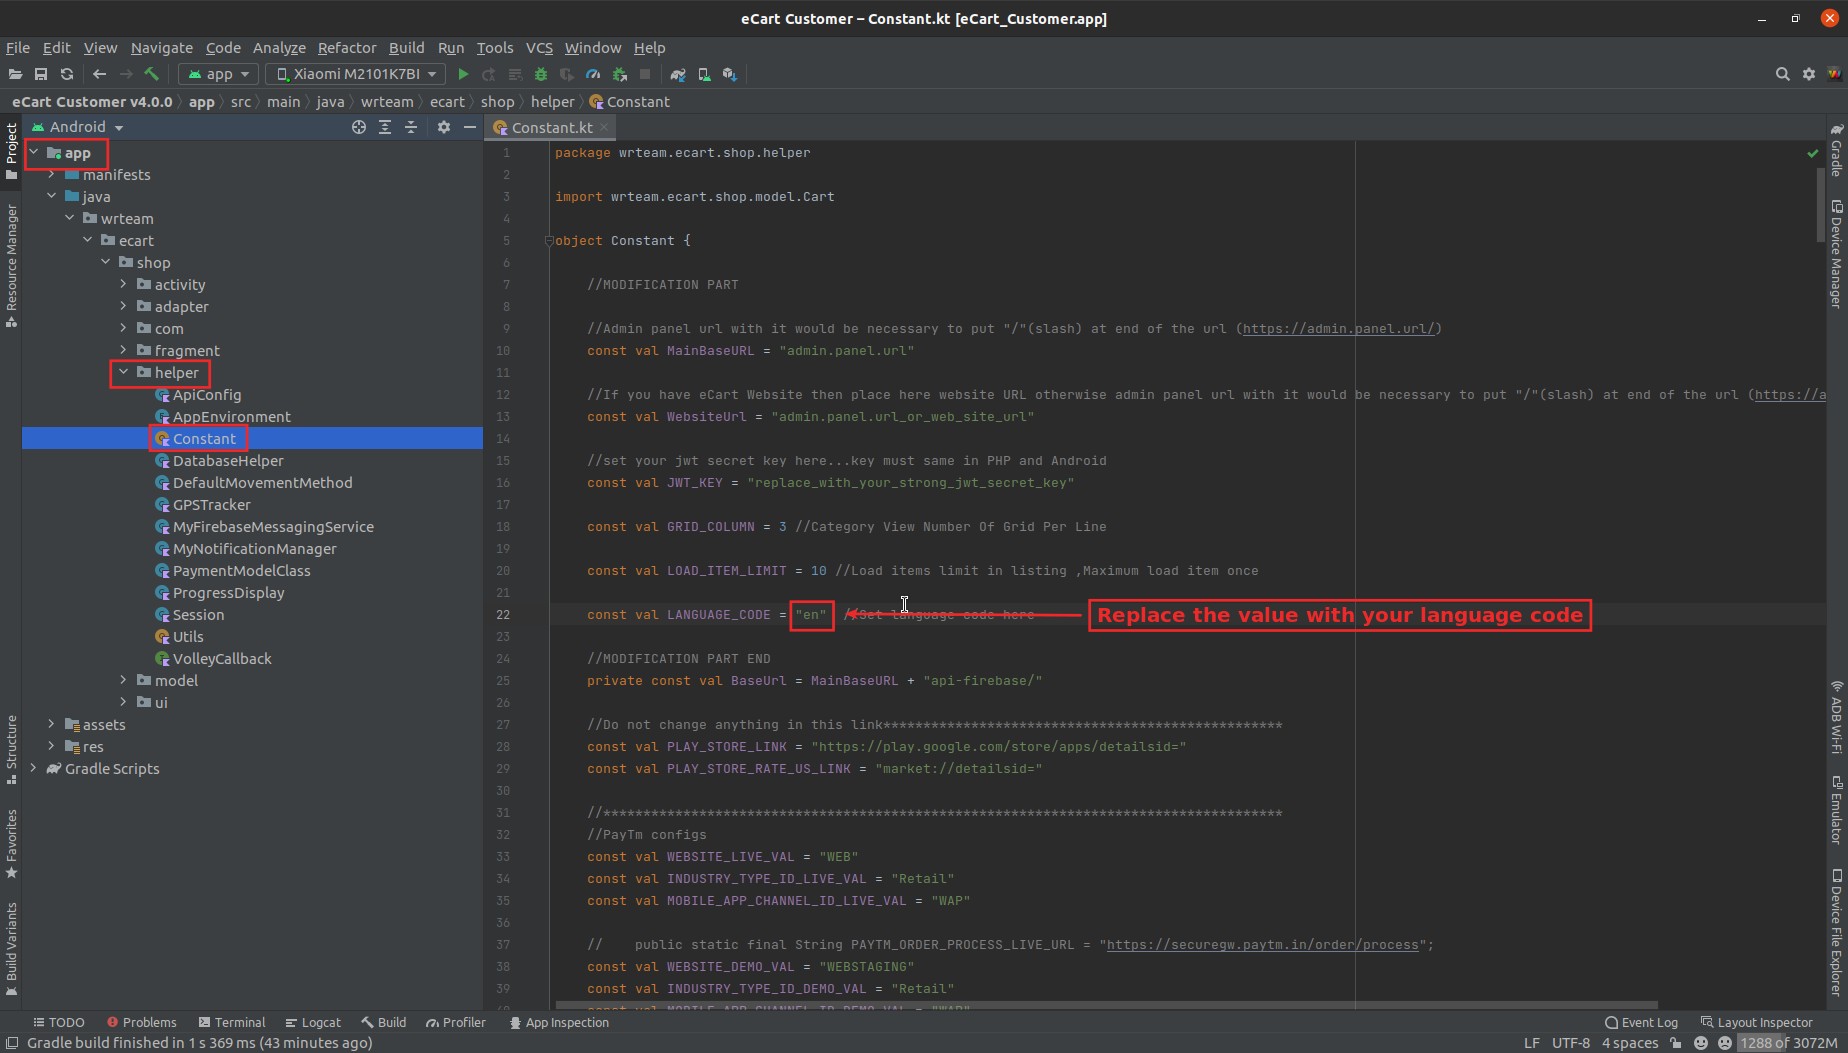 eCart Customer – Constant.kt [eCart_Customer.app]
File Edit View Navigate Code Analyze Refactor Build Run Tools VCS Window Help
app Xiaomi M2101K7BI
eCart Customer v4.0.0 app src main java wrteam ecart shop helper Constant
Project
Resource Manager
Structure
Favorites
Build Variants
Android
app
manifests
java
wrteam
ecart
shop
activity
adapter
com
fragment
helper
ApiConfig
AppEnvironment
Constant
DatabaseHelper
DefaultMovementMethod
GPSTracker
MyFirebaseMessagingService
MyNotificationManager
PaymentModelClass
ProgressDisplay
Session
Utils
VolleyCallback
model
ui
assets
res
Gradle Scripts
Constant.kt
1 package wrteam.ecart.shop.helper
2
3 import wrteam.ecart.shop.model.Cart
4
5 object Constant {
6
7 //MODIFICATION PART
8
9 //Admin panel url with it would be necessary to put "/"(slash) at end of the url (https://admin.panel.url/)
10 const val MainBaseURL = "admin.panel.url"
11
12 //If you have eCart Website then place here website URL otherwise admin panel url with it would be necessary to put "/"(slash) at end of the url (https://a
13 const val WebsiteUrl = "admin.panel.url_or_web_site_url"
14
15 //set your jwt secret key here...key must same in PHP and Android
16 const val JWT_KEY = "replace_with_your_strong_jwt_secret_key"
17
18 const val GRID_COLUMN = 3 //Category View Number Of Grid Per Line
19
20 const val LOAD_ITEM_LIMIT = 10 //Load items limit in listing ,Maximum load item once
21
22 const val LANGUAGE_CODE = "en" //Set language code here Replace the value with your language code
23
24 //MODIFICATION PART END
25 private const val BaseUrl = MainBaseURL + "api-firebase/"
26
27 //Do not change anything in this link**************************************************
28 const val PLAY_STORE_LINK = "https://play.google.com/store/apps/detailsid="
29 const val PLAY_STORE_RATE_US_LINK = "market://detailsid="
30
31 //*************************************************************************************
32 //PayTm configs
33 const val WEBSITE_LIVE_VAL = "WEB"
34 const val INDUSTRY_TYPE_ID_LIVE_VAL = "Retail"
35 const val MOBILE_APP_CHANNEL_ID_LIVE_VAL = "WAP"
36
37 // public static final String PAYTM_ORDER_PROCESS_LIVE_URL = "https://securegw.paytm.in/order/process";
38 const val WEBSITE_DEMO_VAL = "WEBSTAGING"
39 const val INDUSTRY_TYPE_ID_DEMO_VAL = "Retail"
40 const val MOBILE_APP_CHANNEL_ID_DEMO_VAL = "WAP"
Gradle
Device Manager
ADB Wi-Fi
Emulator
Device File Explorer
TODO Problems Terminal Logcat Build Profiler App Inspection Event Log Layout Inspector
Gradle build finished in 1 s 369 ms (43 minutes ago) LF UTF-8 4 spaces 1288 of 3072M